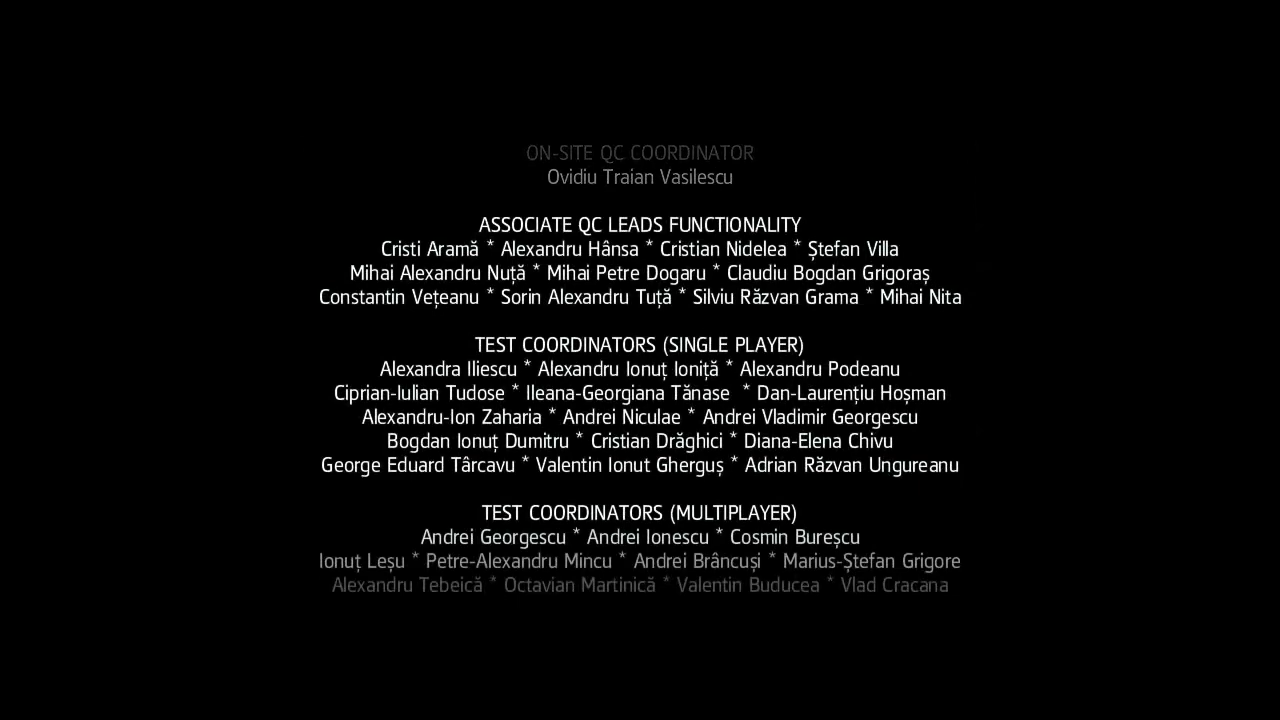 ON-SITE QC COORDINATOR
Ovidiu Traian Vasilescu
ASSOCIATE QC LEADS FUNCTIONALITY
Cristi Aramă * Alexandru Hânsa * Cristian Nidelea * Ștefan Villa
Mihai Alexandru Nuță * Mihai Petre Dogaru * Claudiu Bogdan Grigoraș
Constantin Vețeanu * Sorin Alexandru Tuță * Silviu Răzvan Grama * Mihai Nita
TEST COORDINATORS (SINGLE PLAYER)
Alexandra Iliescu * Alexandru Ionuț Ioniță * Alexandru Podeanu
Ciprian-Iulian Tudose * Ileana-Georgiana Tănase * Dan-Laurențiu Hoșman
Alexandru-Ion Zaharia * Andrei Niculae * Andrei Vladimir Georgescu
Bogdan Ionuț Dumitru * Cristian Drăghici * Diana-Elena Chivu
George Eduard Târcavu * Valentin Ionut Gherguș * Adrian Răzvan Ungureanu
TEST COORDINATORS (MULTIPLAYER)
Andrei Georgescu * Andrei Ionescu * Cosmin Bureșcu
Ionuț Leșu * Petre-Alexandru Mincu * Andrei Brâncuși * Marius-Ștefan Grigore
Alexandru Tebeică * Octavian Martinică * Valentin Buducea * Vlad Cracana